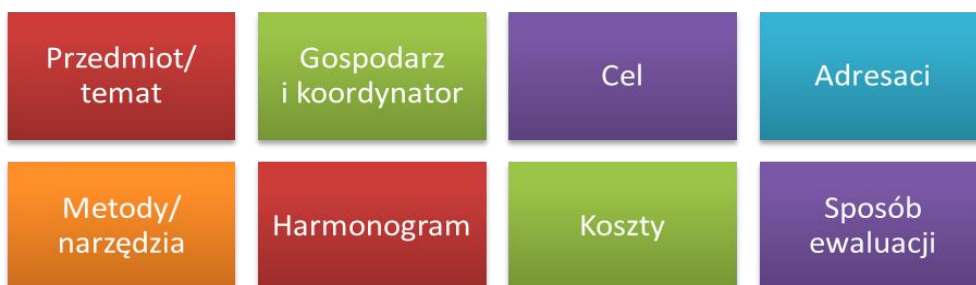 Przedmiot/
temat
Gospodarz
i koordynator
Cel
Adresaci
Metody/
narzędzia
Harmonogram
Koszty
Sposób
ewaluacji